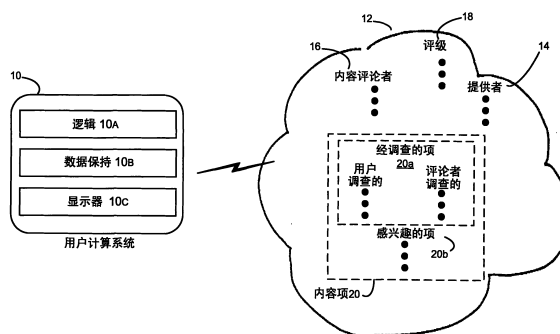 10
逻辑 10A
数据保持 10B
显示器 10C
用户计算系统
12
18
评级
16
内容评论者
14
提供者
经调查的项
20a
用户
调查的
评论者
调查的
感兴趣的项
20b
内容项20